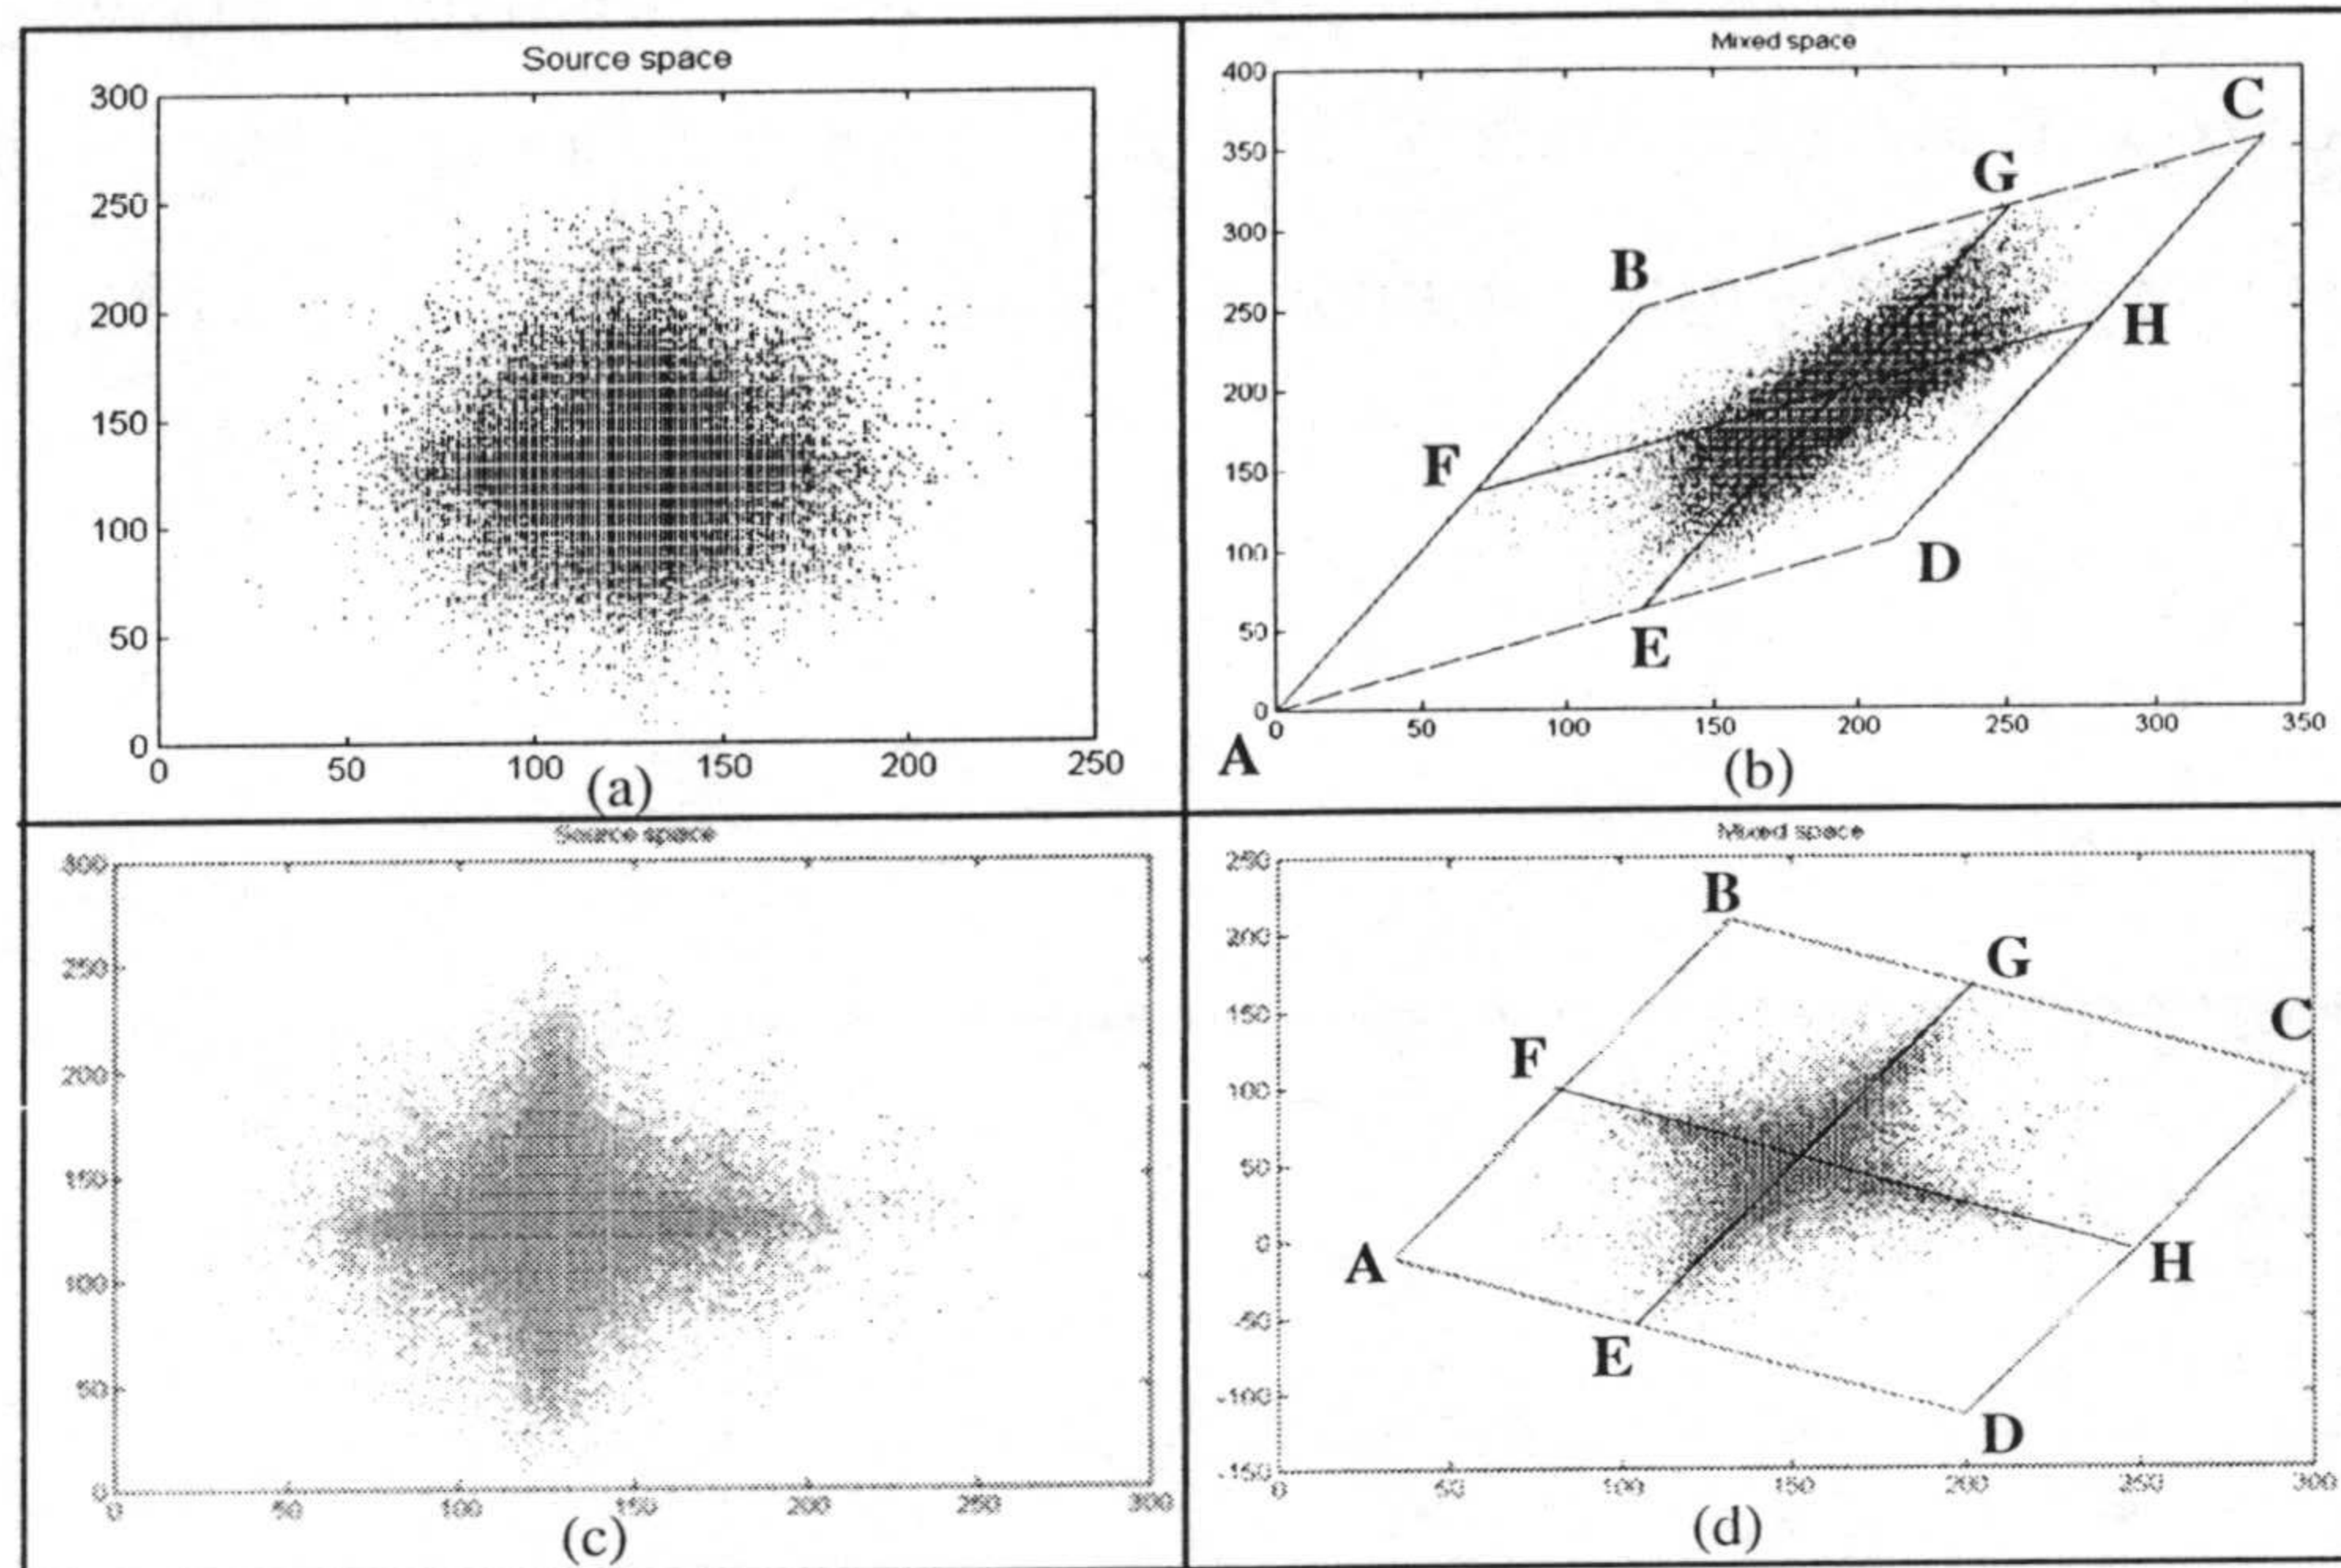 Source space
300
250
200
150
100
50
0
0 50 100 150 200 250
(a)
Mixed space
400
350
300
250
200
150
100
50
0
0 50 100 150 200 250 300 350
A
B
C
D
E
F
G
H
(b)
Source space
300
250
200
150
100
50
0
0 50 100 150 200 250 300
(c)
Mixed space
250
200
150
100
50
0
-50
-100
-150
0 50 100 150 200 250 300
A
B
C
D
E
F
G
H
(d)